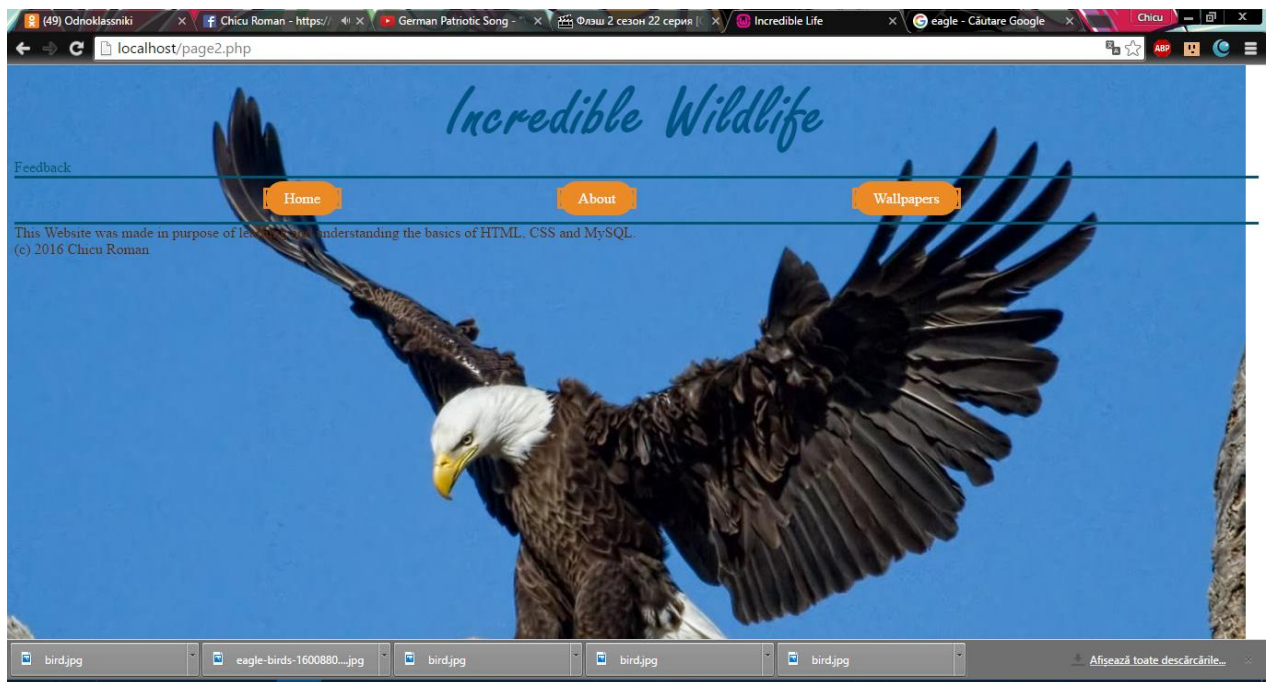 (49) Odnoklassniki
Chicu Roman - https://
German Patriotic Song -
Флэш 2 сезон 22 серия
Incredible Life
eagle - Căutare Google
Chicu
localhost/page2.php
ABP
Incredible Wildlife
Feedback
Home
About
Wallpapers
This Website was made in purpose of understanding the basics of HTML, CSS and MySQL.
(c) 2016 Chicu Roman
bird.jpg
eagle-birds-1600880....jpg
bird.jpg
bird.jpg
bird.jpg
Afișează toate descărcările...